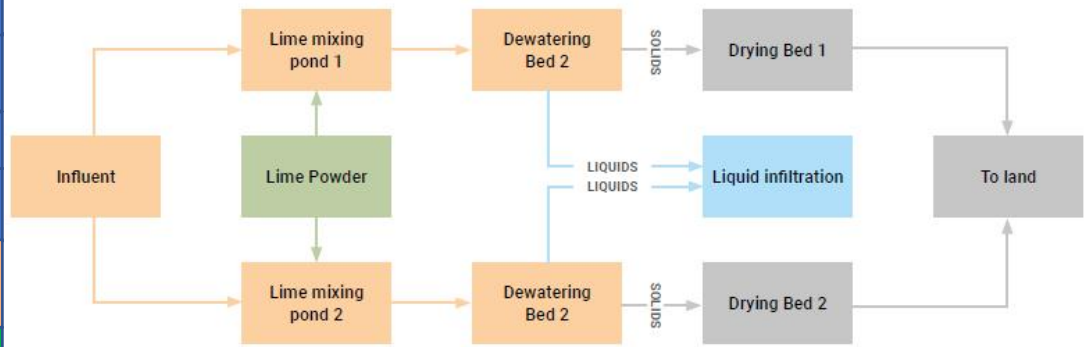 Lime mixing
pond 1
Dewatering
Bed 2
SOLIDS
Drying Bed 1
Influent
Lime Powder
LIQUIDS
LIQUIDS
Liquid infiltration
To land
Lime mixing
pond 2
Dewatering
Bed 2
SOLIDS
Drying Bed 2